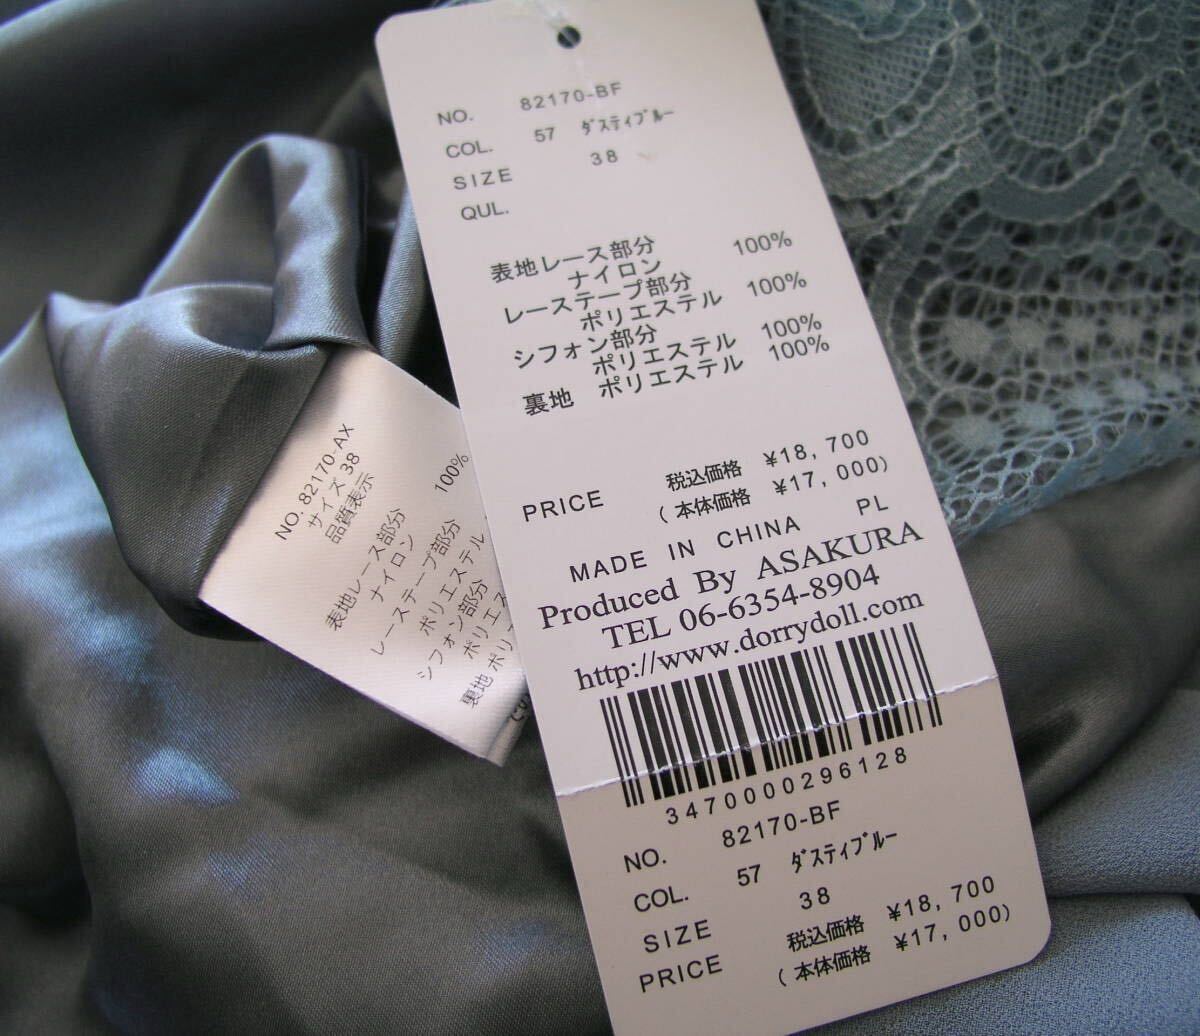 NO. 82170-BF
COL. 57 ﾀﾞｽﾃｨﾌﾞﾙｰ
SIZE 38
QUL.
表地レース部分
ナイロン 100%
レーステープ部分
ポリエステル 100%
シフォン部分
ポリエステル 100%
裏地 ポリエステル 100%
PRICE 税込価格 ¥18,700
(本体価格 ¥17,000)
MADE IN CHINA PL
Produced By ASAKURA
TEL 06-6354-8904
http://www.dorrydoll.com
3470000296128
NO. 82170-BF
COL. 57 ﾀﾞｽﾃｨﾌﾞﾙｰ
SIZE 38
PRICE 税込価格 ¥18,700
(本体価格 ¥17,000)
NO. 82170-AX
サイズ 38
品質表示
表地レース部分
ナイロン 100%
レーステープ部分
ポリエステル
シフォン部分
ポリエス
裏地 ポリ